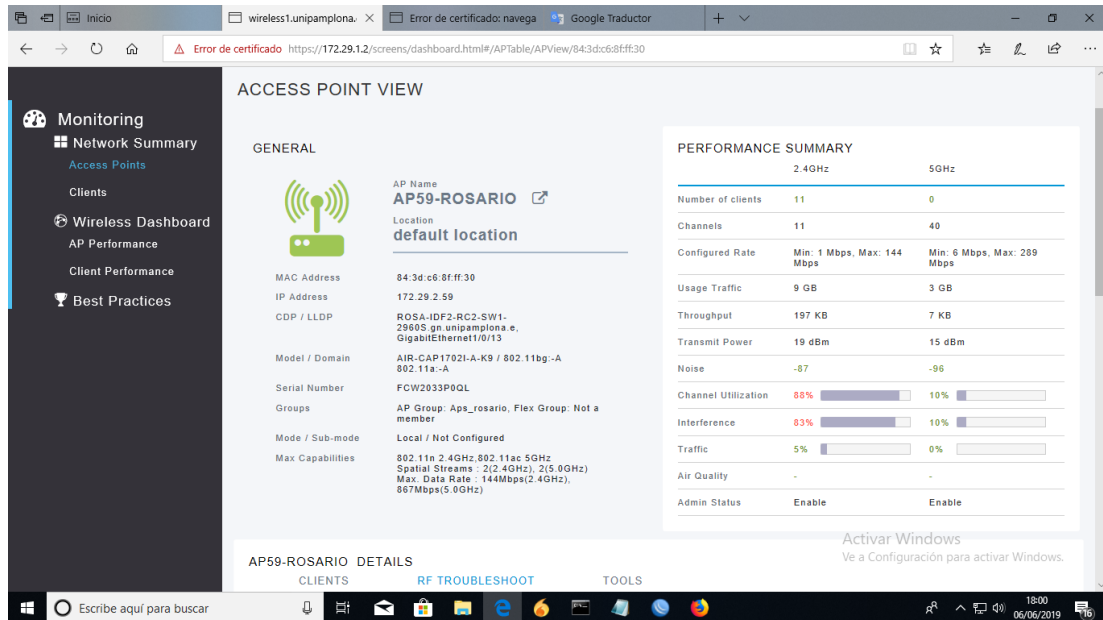 Inicio
wireless1.unipamplona.
Error de certificado: navega
Google Traductor
Error de certificado https://172.29.1.2/screens/dashboard.html#/APTable/APView/84:3d:c6:8f:ff:30
Monitoring
Network Summary
Access Points
Clients
Wireless Dashboard
AP Performance
Client Performance
Best Practices
ACCESS POINT VIEW
GENERAL
AP Name
AP59-ROSARIO
Location
default location
MAC Address 84:3d:c6:8f:ff:30
IP Address 172.29.2.59
CDP / LLDP ROSA-IDF2-RC2-SW1-
2960S.gn.unipamplona.e,
GigabitEthernet1/0/13
Model / Domain AIR-CAP1702I-A-K9 / 802.11bg:-A
802.11a:-A
Serial Number FCW2033P0QL
Groups AP Group: Aps_rosario, Flex Group: Not a
member
Mode / Sub-mode Local / Not Configured
Max Capabilities 802.11n 2.4GHz,802.11ac 5GHz
Spatial Streams : 2(2.4GHz), 2(5.0GHz)
Max. Data Rate : 144Mbps(2.4GHz),
867Mbps(5.0GHz)
PERFORMANCE SUMMARY
2.4GHz 5GHz
Number of clients 11 0
Channels 11 40
Configured Rate Min: 1 Mbps, Max: 144 Mbps Min: 6 Mbps, Max: 289 Mbps
Usage Traffic 9 GB 3 GB
Throughput 197 KB 7 KB
Transmit Power 19 dBm 15 dBm
Noise -87 -96
Channel Utilization 88% 10%
Interference 83% 10%
Traffic 5% 0%
Air Quality - -
Admin Status Enable Enable
AP59-ROSARIO DETAILS
CLIENTS RF TROUBLESHOOT TOOLS
Activar Windows
Ve a Configuración para activar Windows.
Escribe aquí para buscar
18:00
06/06/2019
16